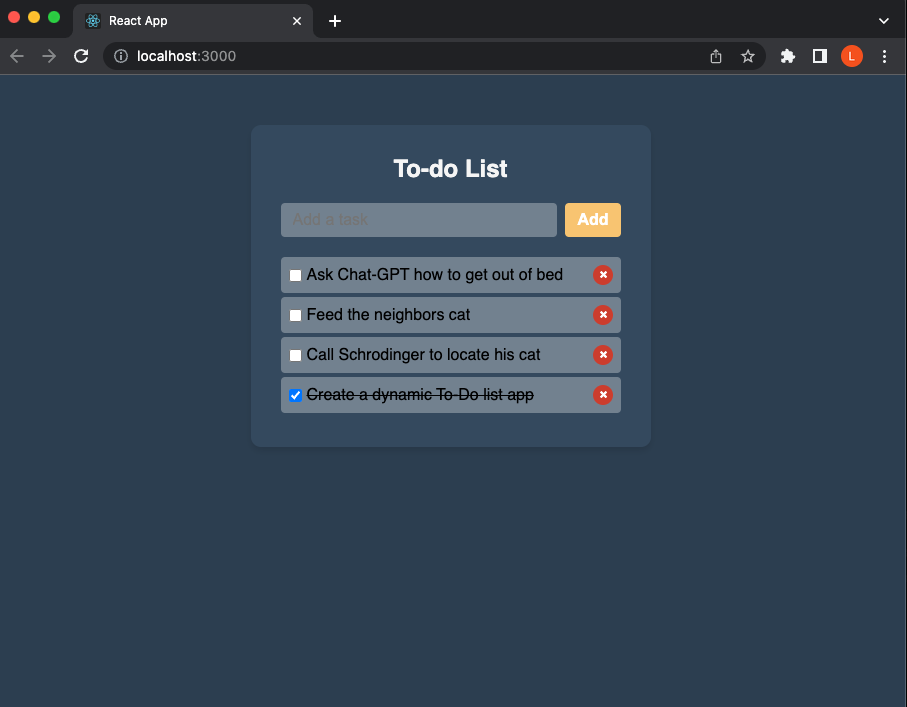 React App
localhost:3000
L
To-do List
Add a task
Add
Ask Chat-GPT how to get out of bed
Feed the neighbors cat
Call Schrodinger to locate his cat
Create a dynamic To-Do list app